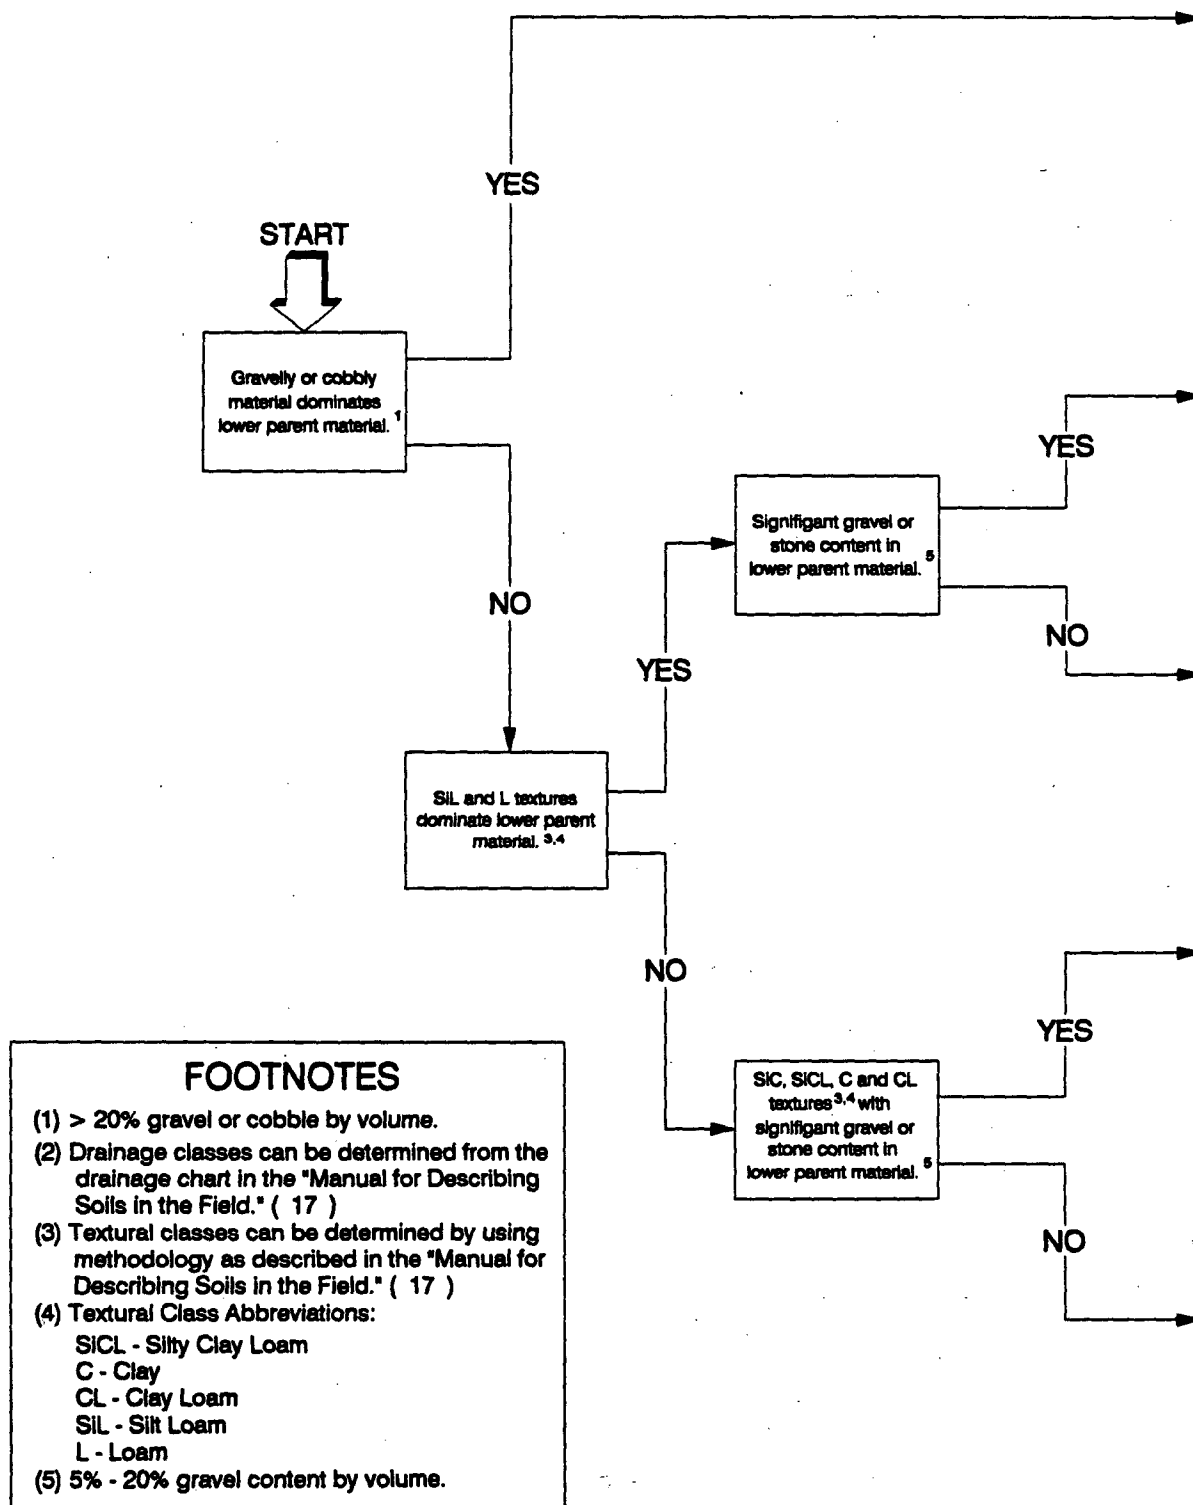 YES
START
Gravelly or cobbly
material dominates
lower parent material. 1
YES
Signifigant gravel or
stone content in
lower parent material. 5
NO
NO
YES
SiL and L textures
dominate lower parent
material. 3,4
NO
YES
SiC, SiCL, C and CL
textures 3,4 with
signifigant gravel or
stone content in
lower parent material. 5
NO
FOOTNOTES
(1) > 20% gravel or cobble by volume.
(2) Drainage classes can be determined from the
drainage chart in the "Manual for Describing
Soils in the Field." ( 17 )
(3) Textural classes can be determined by using
methodology as described in the "Manual for
Describing Soils in the Field." ( 17 )
(4) Textural Class Abbreviations:
SiCL - Silty Clay Loam
C - Clay
CL - Clay Loam
SiL - Silt Loam
L - Loam
(5) 5% - 20% gravel content by volume.